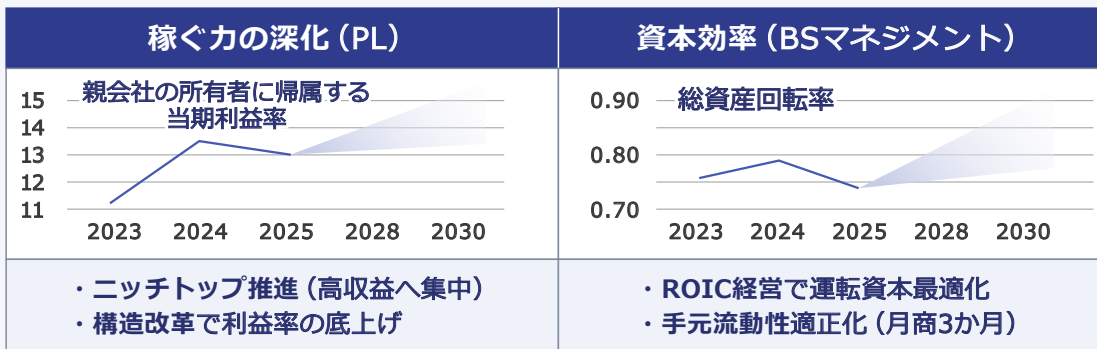 稼ぐ力の深化（PL）
親会社の所有者に帰属する
当期利益率
15
14
13
12
11
2023 2024 2025 2028 2030
・ニッチトップ推進（高収益へ集中）
・構造改革で利益率の底上げ
資本効率（BSマネジメント）
総資産回転率
0.90
0.80
0.70
2023 2024 2025 2028 2030
・ROIC経営で運転資本最適化
・手元流動性適正化（月商3か月）